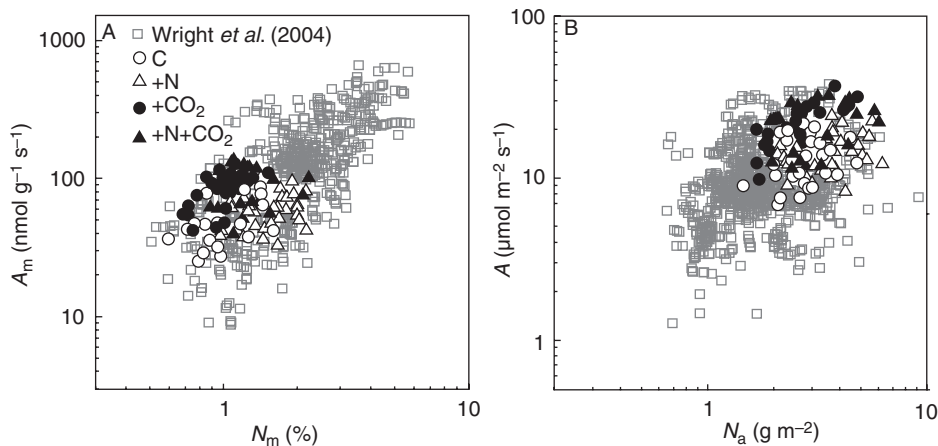 A
Wright et al. (2004)
C
+N
+CO₂
+N+CO₂
1000
100
10
Aₘ (nmol g⁻¹ s⁻¹)
1
10
Nₘ (%)
B
100
10
1
A (μmol m⁻² s⁻¹)
1
10
Nₐ (g m⁻²)